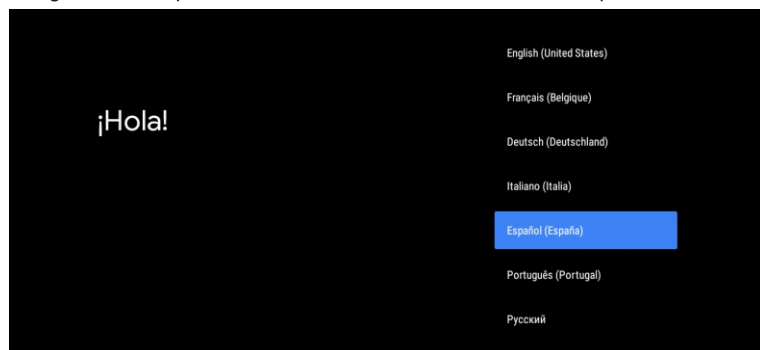 ¡Hola!
English (United States)
Français (Belgique)
Deutsch (Deutschland)
Italiano (Italia)
Español (España)
Português (Portugal)
Русский